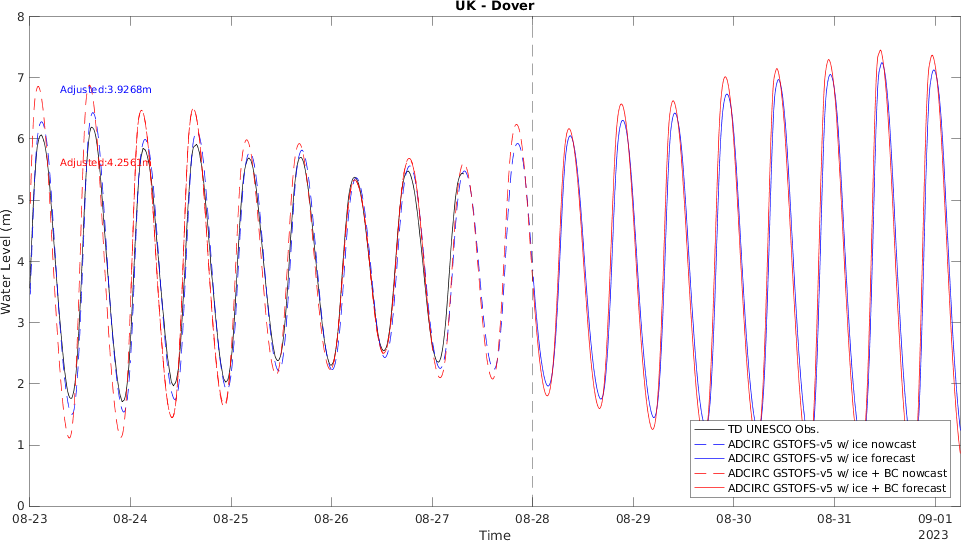 UK - Dover
8
7
6
5
4
3
2
1
0
Water Level (m)
Adjusted:3.9268m
Adjusted:4.2561m
TD UNESCO Obs.
ADCIRC GSTOFS-v5 w/ ice nowcast
ADCIRC GSTOFS-v5 w/ ice forecast
ADCIRC GSTOFS-v5 w/ ice + BC nowcast
ADCIRC GSTOFS-v5 w/ ice + BC forecast
08-23 08-24 08-25 08-26 08-27 08-28 08-29 08-30 08-31 09-01
2023
Time